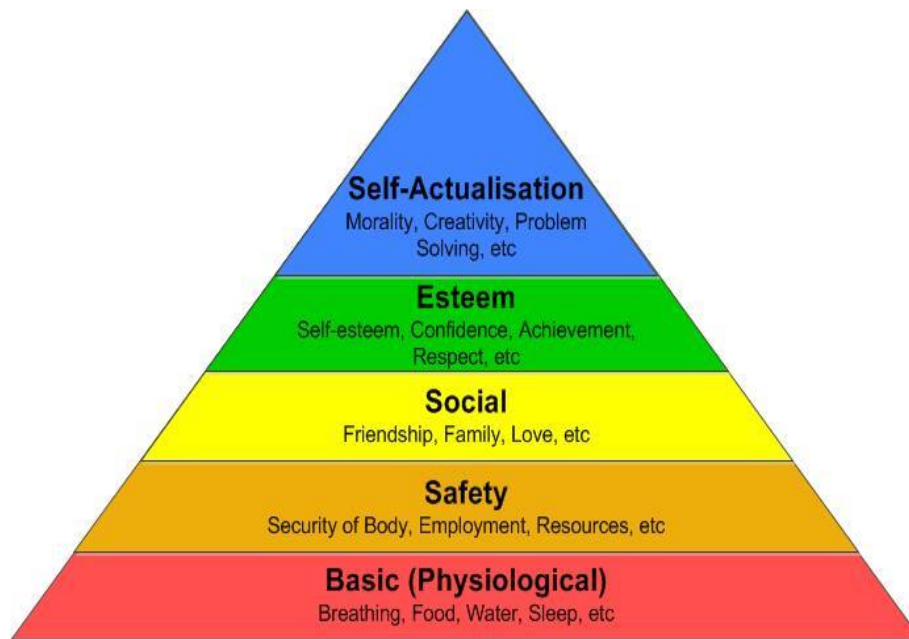 Self-Actualisation
Morality, Creativity, Problem
Solving, etc
Esteem
Self-esteem, Confidence, Achievement,
Respect, etc
Social
Friendship, Family, Love, etc
Safety
Security of Body, Employment, Resources, etc
Basic (Physiological)
Breathing, Food, Water, Sleep, etc